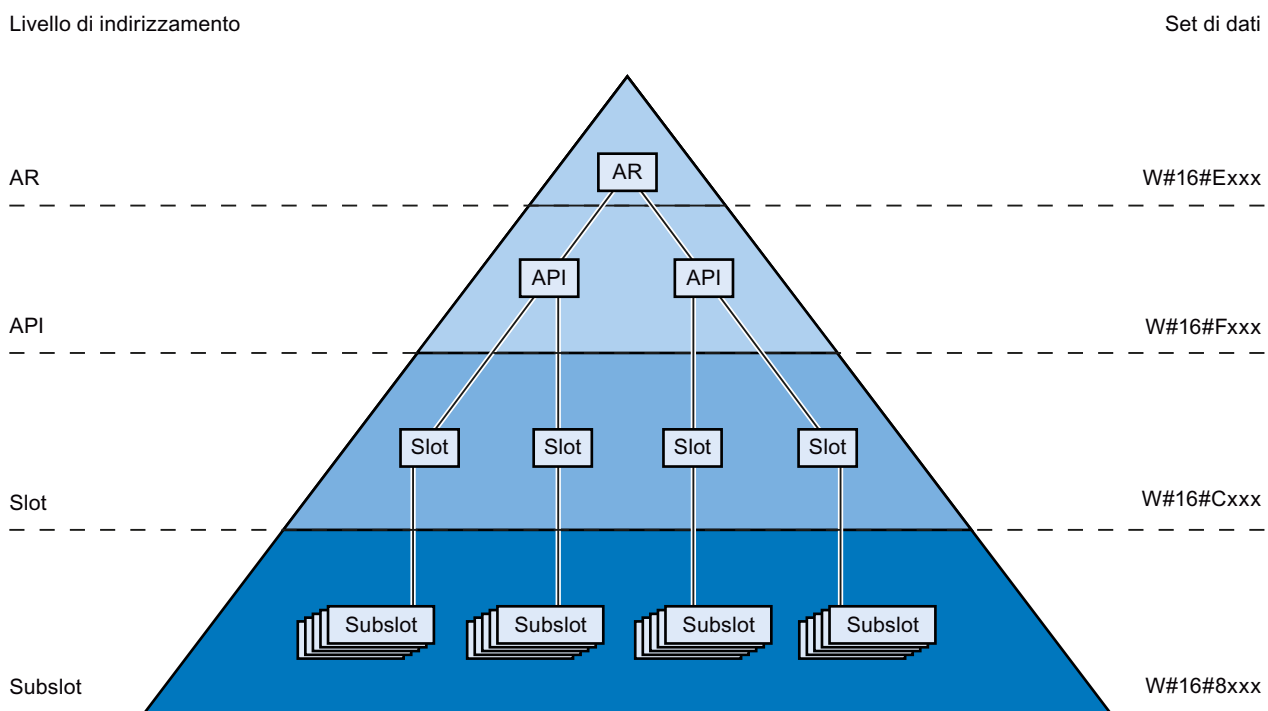 Livello di indirizzamento
Set di dati
AR
AR
W#16#Exxx
API
API
API
W#16#Fxxx
Slot
Slot
Slot
Slot
Slot
W#16#Cxxx
Subslot
Subslot
Subslot
Subslot
Subslot
W#16#8xxx